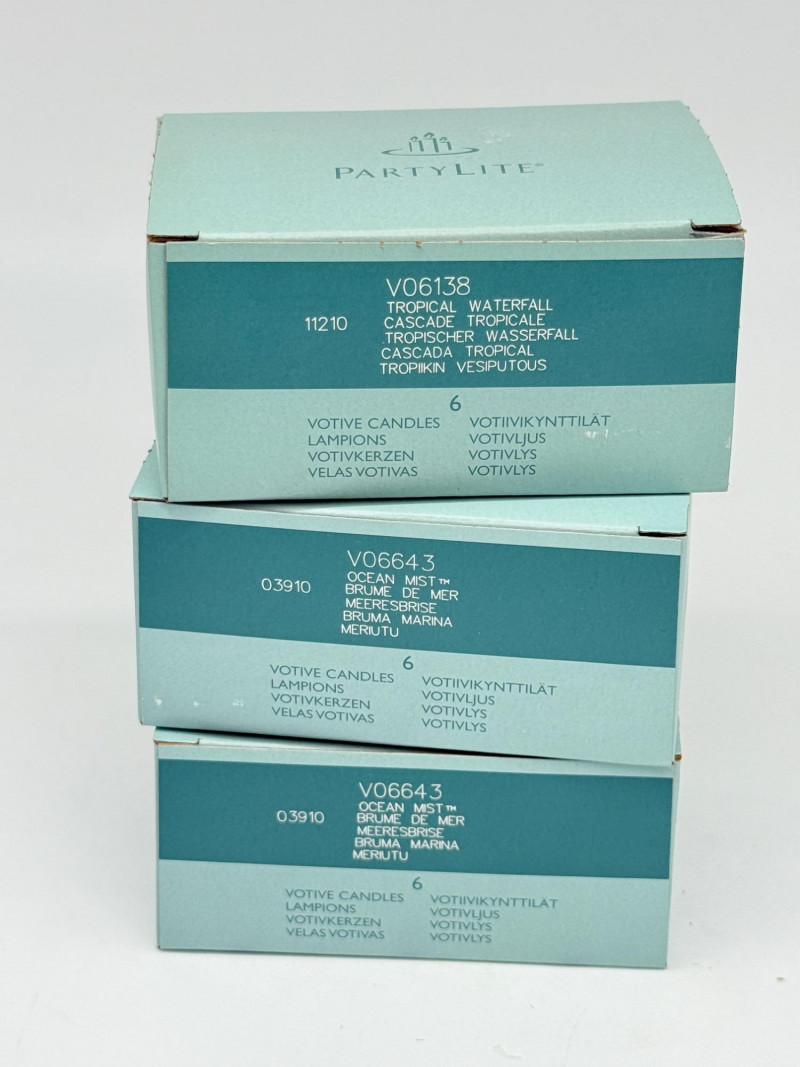 PARTYLITE®
V06138
11210
TROPICAL WATERFALL
CASCADE TROPICALE
TROPISCHER WASSERFALL
CASCADA TROPICAL
TROPIIKIN VESIPUTOUS
6
VOTIVE CANDLES VOTIIVIKYNTTILÄT
LAMPIONS VOTIVLJUS
VOTIVKERZEN VOTIVLYS
VELAS VOTIVAS VOTIVLYS
V06643
03910
OCEAN MIST™
BRUME DE MER
MEERESBRISE
BRUMA MARINA
MERIUTU
6
VOTIVE CANDLES VOTIIVIKYNTTILÄT
LAMPIONS VOTIVLJUS
VOTIVKERZEN VOTIVLYS
VELAS VOTIVAS VOTIVLYS
V06643
03910
OCEAN MIST™
BRUME DE MER
MEERESBRISE
BRUMA MARINA
MERIUTU
6
VOTIVE CANDLES VOTIIVIKYNTTILÄT
LAMPIONS VOTIVLJUS
VOTIVKERZEN VOTIVLYS
VELAS VOTIVAS VOTIVLYS